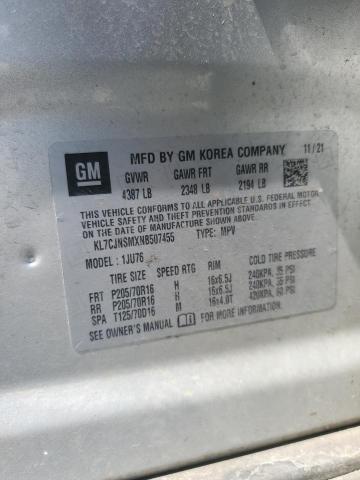 GM
MFD BY GM KOREA COMPANY 11/21
GVWR GAWR FRT GAWR RR
4387 LB 2348 LB 2194 LB
THIS VEHICLE CONFORMS TO ALL APPLICABLE U.S. FEDERAL MOTOR
VEHICLE SAFETY AND THEFT PREVENTION STANDARDS IN EFFECT
ON THE DATE OF MANUFACTURE SHOWN ABOVE.
KL7CJNSMXNB507455 TYPE: MPV
MODEL: 1JU76
TIRE SIZE SPEED RTG RIM COLD TIRE PRESSURE
FRT P205/70R16 H 16x6.5J 240KPA, 35 PSI
RR P205/70R16 H 16x6.5J 240KPA, 35 PSI
SPA T125/70D16 M 16x4.0T 420KPA, 60 PSI
SEE OWNER'S MANUAL FOR MORE INFORMATION